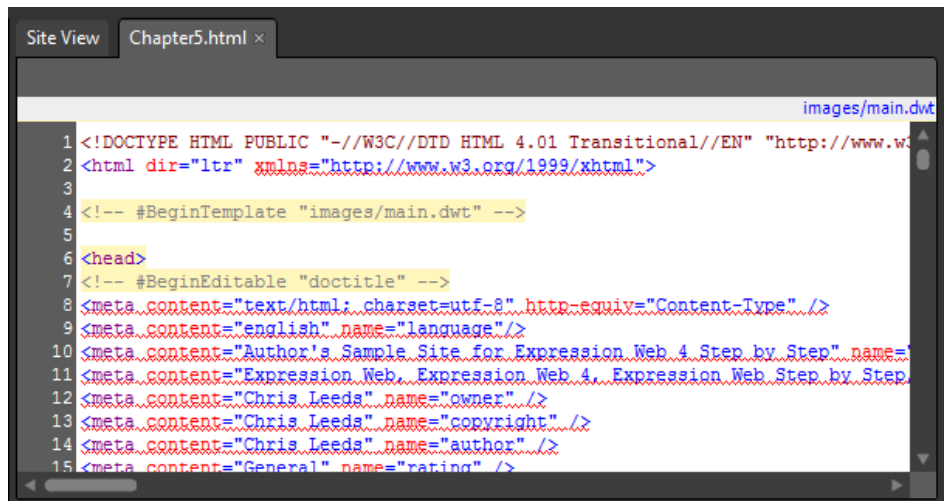 Site View Chapter5.html ×
images/main.dwt
1 <!DOCTYPE HTML PUBLIC "-//W3C//DTD HTML 4.01 Transitional//EN" "http://www.w3
2 <html dir="ltr" xmlns="http://www.w3.org/1999/xhtml">
3
4 <!-- #BeginTemplate "images/main.dwt" -->
5
6 <head>
7 <!-- #BeginEditable "doctitle" -->
8 <meta content="text/html; charset=utf-8" http-equiv="Content-Type" />
9 <meta content="english" name="language"/>
10 <meta content="Author's Sample Site for Expression Web 4 Step by Step" name="
11 <meta content="Expression Web, Expression Web 4, Expression Web Step by Step,
12 <meta content="Chris Leeds" name="owner" />
13 <meta content="Chris Leeds" name="copyright" />
14 <meta content="Chris Leeds" name="author" />
15 <meta content="General" name="rating" />